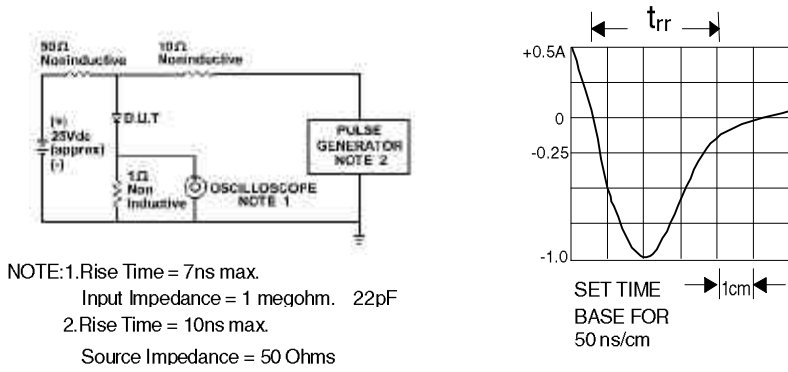 50Ω
Noninductive
10Ω
Noninductive
D.U.T
(+)
25Vdc
(approx)
(-)
1Ω
Non
Inductive
OSCILLOSCOPE
NOTE 1
PULSE
GENERATOR
NOTE 2
NOTE:1.Rise Time = 7ns max.
Input Impedance = 1 megohm. 22pF
2.Rise Time = 10ns max.
Source Impedance = 50 Ohms
trr
+0.5A
0
-0.25
-1.0
1cm
SET TIME
BASE FOR
50 ns/cm